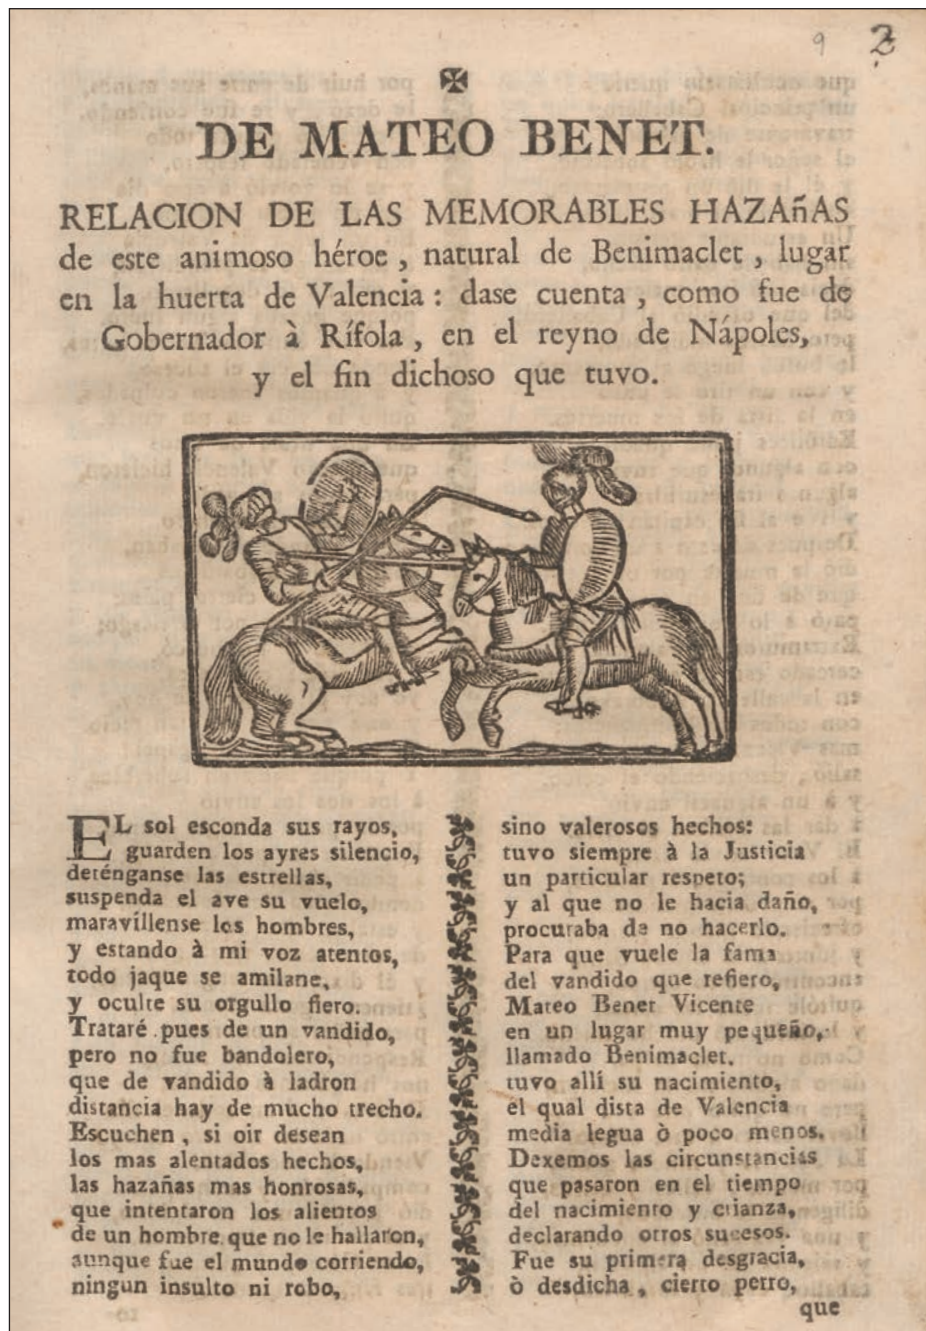 9 2
DE MATEO BENET.
RELACION DE LAS MEMORABLES HAZAñAS
de este animoso héroe , natural de Benimaclet , lugar
en la huerta de Valencia : dase cuenta , como fue de
Gobernador à Rífola , en el reyno de Nápoles,
y el fin dichoso que tuvo.
EL sol esconda sus rayos,
guarden los ayres silencio,
deténganse las estrellas,
suspenda el ave su vuelo,
maravíllense los hombres,
y estando à mi voz atentos,
todo jaque se amilane,
y oculte su orgullo fiero.
Trataré pues de un vandido,
pero no fue bandolero,
que de vandido à ladron
distancia hay de mucho trecho.
Escuchen , si oir desean
los mas alentados hechos,
las hazañas mas honrosas,
que intentaron los alientos
de un hombre que no le hallaron,
aunque fue el mundo corriendo,
ningun insulto ni robo,
sino valerosos hechos:
tuvo siempre à la Justicia
un particular respeto;
y al que no le hacia daño,
procuraba de no hacerlo.
Para que vuele la fama
del vandido que refiero,
Mateo Benet Vicente
en un lugar muy pequeño,
llamado Benimaclet,
tuvo allí su nacimiento,
el qual dista de Valencia
media legua ò poco menos.
Dexemos las circunstancias
que pasaron en el tiempo
del nacimiento y crianza,
declarando otros sucesos.
Fue su primera desgracia,
ò desdicha , cierto perro,
que